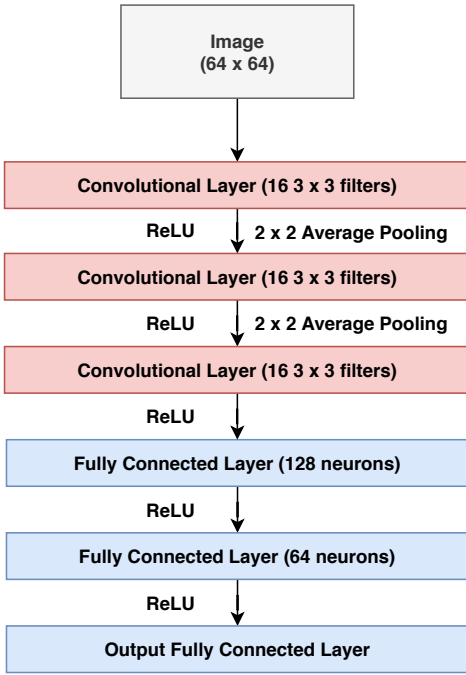 Image
(64 x 64)
Convolutional Layer (16 3 x 3 filters)
ReLU 2 x 2 Average Pooling
Convolutional Layer (16 3 x 3 filters)
ReLU 2 x 2 Average Pooling
Convolutional Layer (16 3 x 3 filters)
ReLU
Fully Connected Layer (128 neurons)
ReLU
Fully Connected Layer (64 neurons)
ReLU
Output Fully Connected Layer